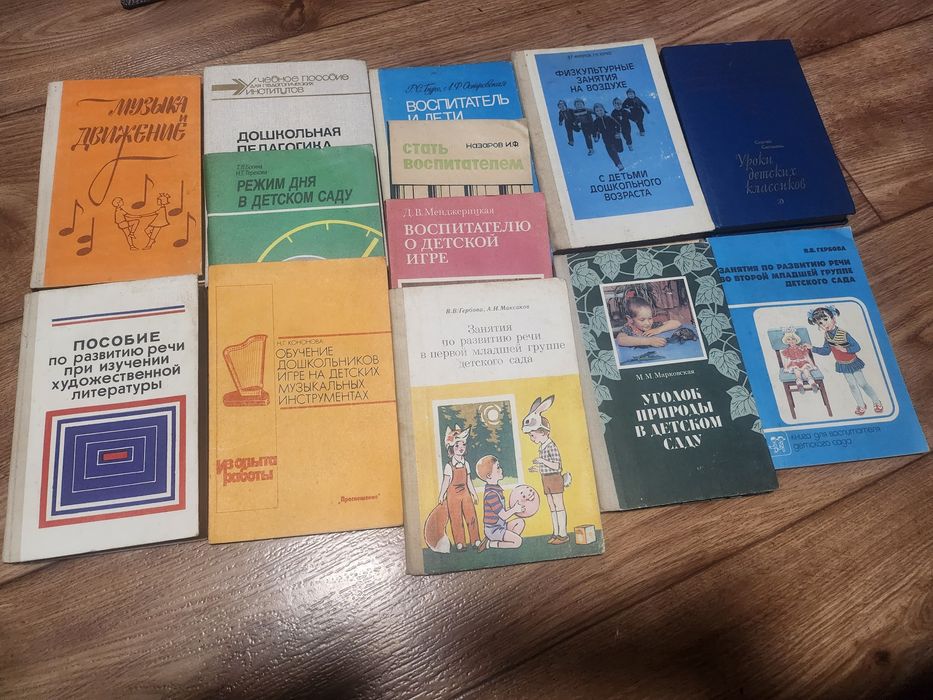 МУЗЫКА
И
ДВИЖЕНИЕ
Учебное пособие
для педагогических
институтов
ДОШКОЛЬНАЯ
ПЕДАГОГИКА
Р.С. Буре, Л.Ф. Островская
ВОСПИТАТЕЛЬ
И ДЕТИ
ФИЗКУЛЬТУРНЫЕ
ЗАНЯТИЯ
НА ВОЗДУХЕ
С ДЕТЬМИ
ДОШКОЛЬНОГО
ВОЗРАСТА
Уроки
детских
классиков
РЕЖИМ ДНЯ
В ДЕТСКОМ САДУ
Назаров И.Ф
стать
воспитателем
Д. В. Менджерицкая
ВОСПИТАТЕЛЮ
О ДЕТСКОЙ
ИГРЕ
ПОСОБИЕ
по развитию речи
при изучении
художественной
литературы
Н.Г. КОНОНОВА
ОБУЧЕНИЕ
ДОШКОЛЬНИКОВ
ИГРЕ НА ДЕТСКИХ
МУЗЫКАЛЬНЫХ
ИНСТРУМЕНТАХ
из опыта
работы
"Просвещение"
В. В. Гербова, А. И. Максаков
Занятия
по развитию речи
в первой младшей группе
детского сада
М. М. Марковская
УГОЛОК
ПРИРОДЫ
В ДЕТСКОМ
САДУ
В.В. ГЕРБОВА
ЗАНЯТИЯ ПО РАЗВИТИЮ РЕЧИ
ВО ВТОРОЙ МЛАДШЕЙ ГРУППЕ
ДЕТСКОГО САДА
книга для воспитателя
детского сада